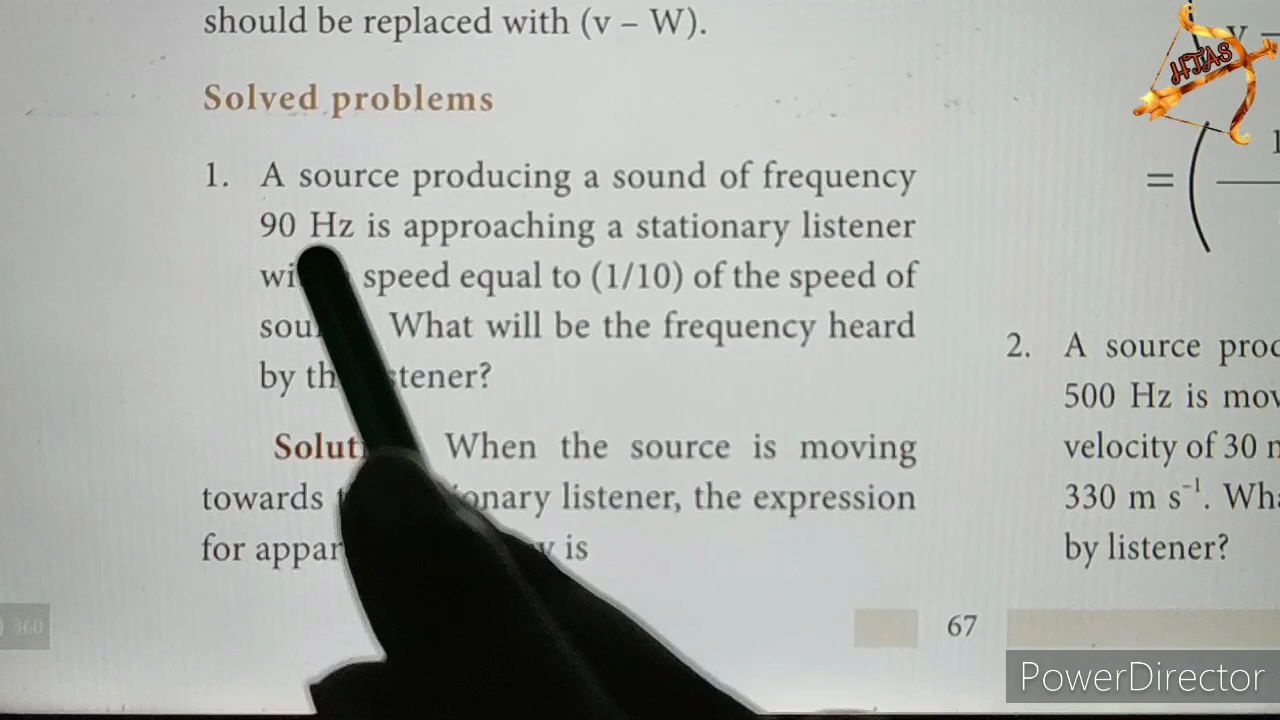 should be replaced with (v – W).
Solved problems
1. A source producing a sound of frequency
90 Hz is approaching a stationary listener
speed equal to (1/10) of the speed of
What will be the frequency heard
by
When the source is moving
towards listener, the expression
for is
67
360
v –
= ( 1
2. A source
500 Hz is
velocity of 30
330 m s⁻¹.
by listener?
HTAS
PowerDirector